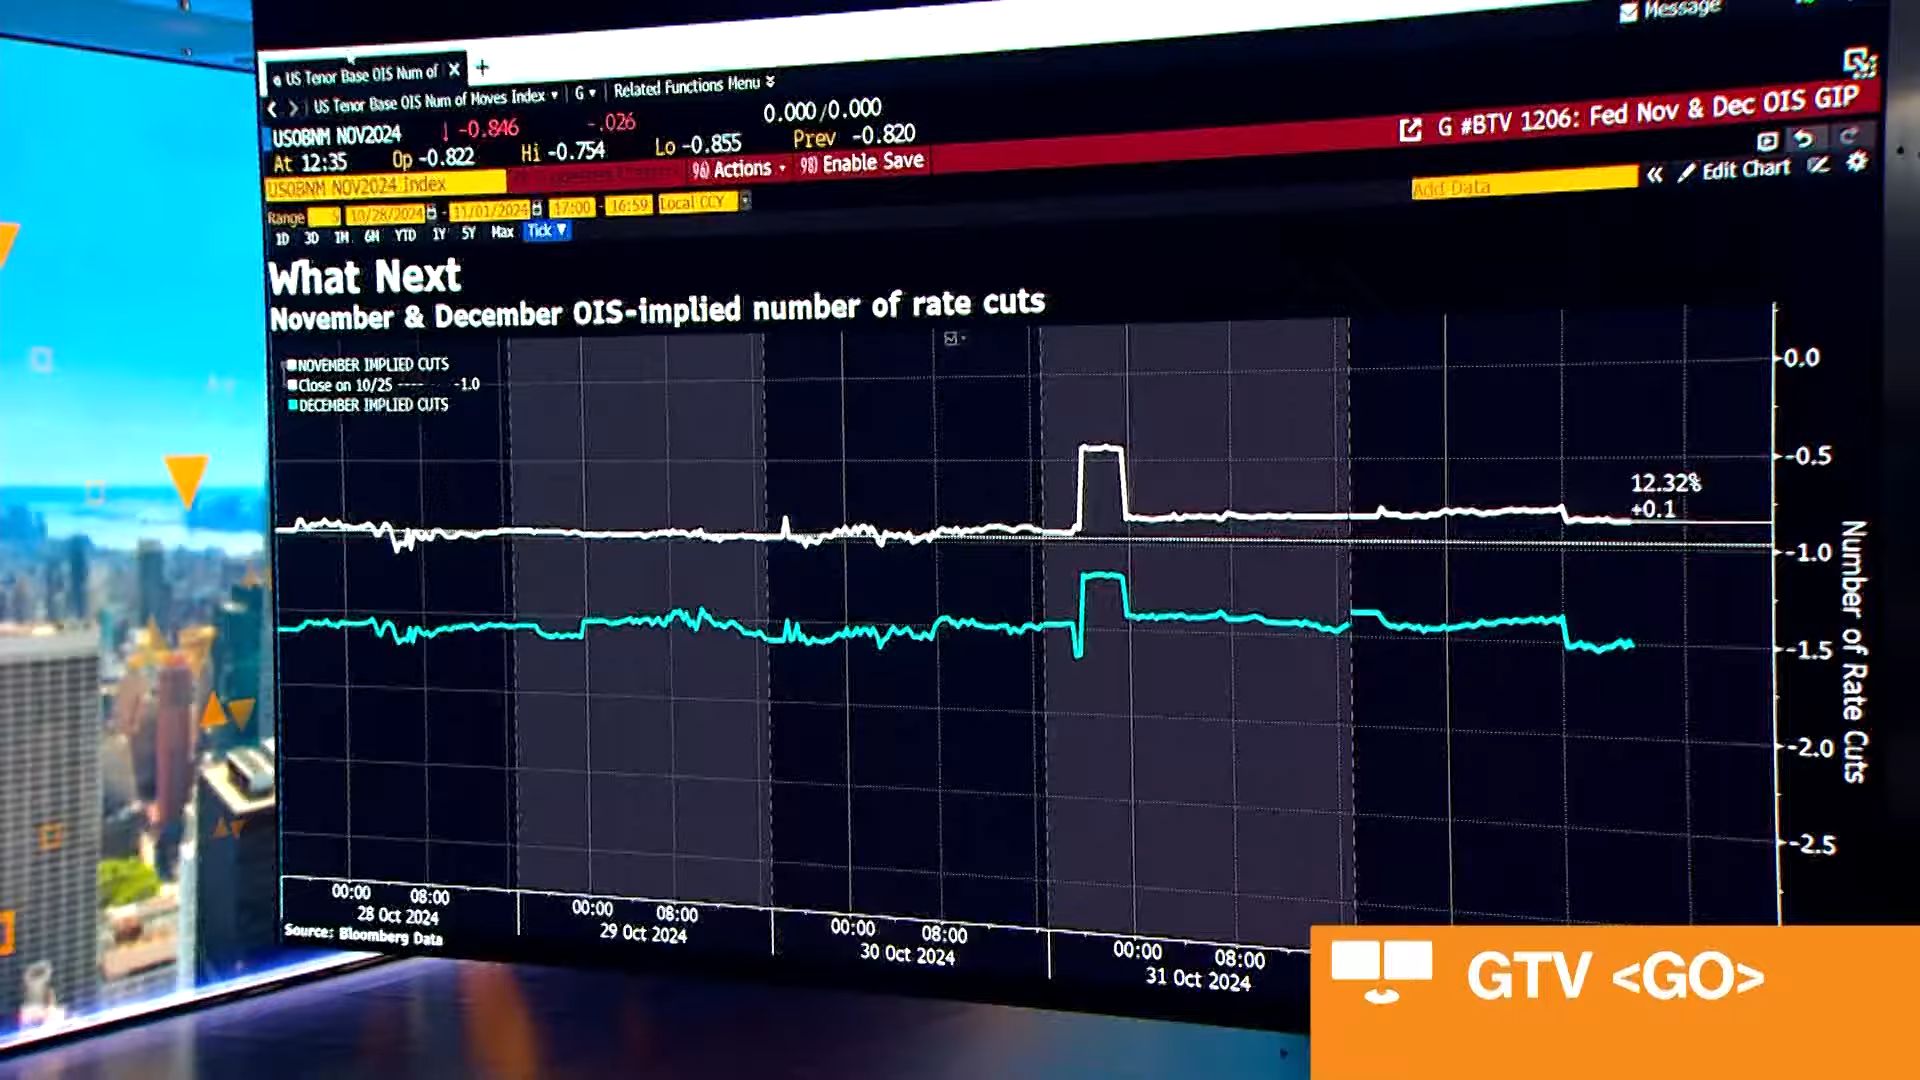 Message
US Tenor Base OIS Num of X +
US Tenor Base OIS Num of Moves Index G Related Functions Menu
US0BNM NOV2024 -0.846 -.026 0.000/0.000
At 12:35 Op -0.822 Hi -0.754 Lo -0.855 Prev -0.820
G #BTV 1206: Fed Nov & Dec OIS GIP
US0BNM NOV2024 Index 96) Actions 98) Enable Save
Add Data « Edit Chart
Range 10/28/2024 - 11/01/2024 17:00 - 16:59 Local CCY
1D 3D 1M 6M YTD 1Y 5Y Max Tick
What Next
November & December OIS-implied number of rate cuts
NOVEMBER IMPLIED CUTS
Close on 10/25 ---- -1.0
DECEMBER IMPLIED CUTS
12.32%
+0.1
0.0
-0.5
-1.0
-1.5
-2.0
-2.5
Number of Rate Cuts
00:00 08:00 00:00 08:00 00:00 08:00 00:00 08:00
28 Oct 2024 29 Oct 2024 30 Oct 2024 31 Oct 2024
Source: Bloomberg Data
GTV <GO>